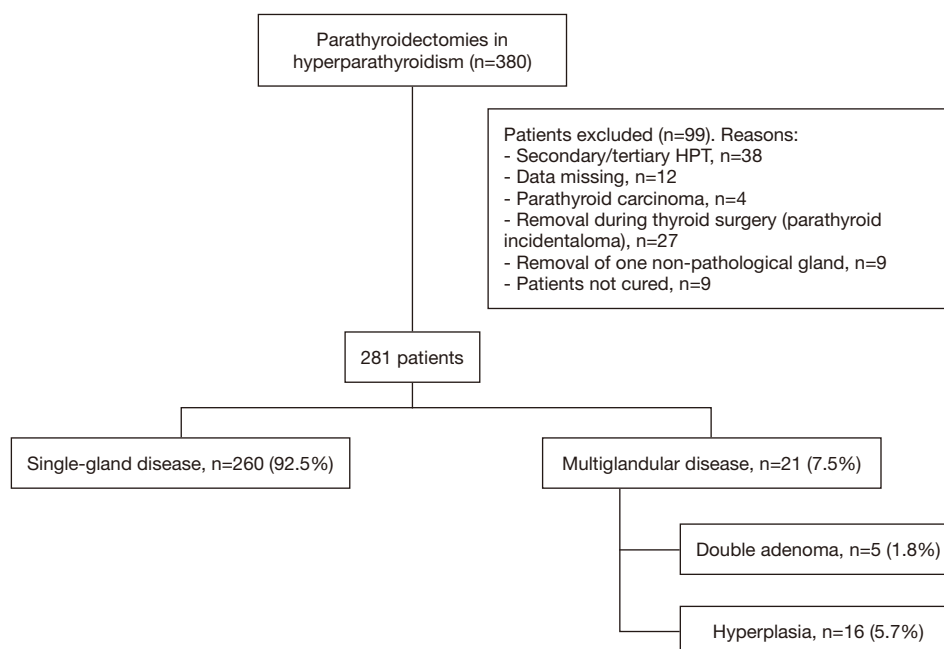 Parathyroidectomies in
hyperparathyroidism (n=380)
Patients excluded (n=99). Reasons:
- Secondary/tertiary HPT, n=38
- Data missing, n=12
- Parathyroid carcinoma, n=4
- Removal during thyroid surgery (parathyroid
incidentaloma), n=27
- Removal of one non-pathological gland, n=9
- Patients not cured, n=9
281 patients
Single-gland disease, n=260 (92.5%)
Multiglandular disease, n=21 (7.5%)
Double adenoma, n=5 (1.8%)
Hyperplasia, n=16 (5.7%)